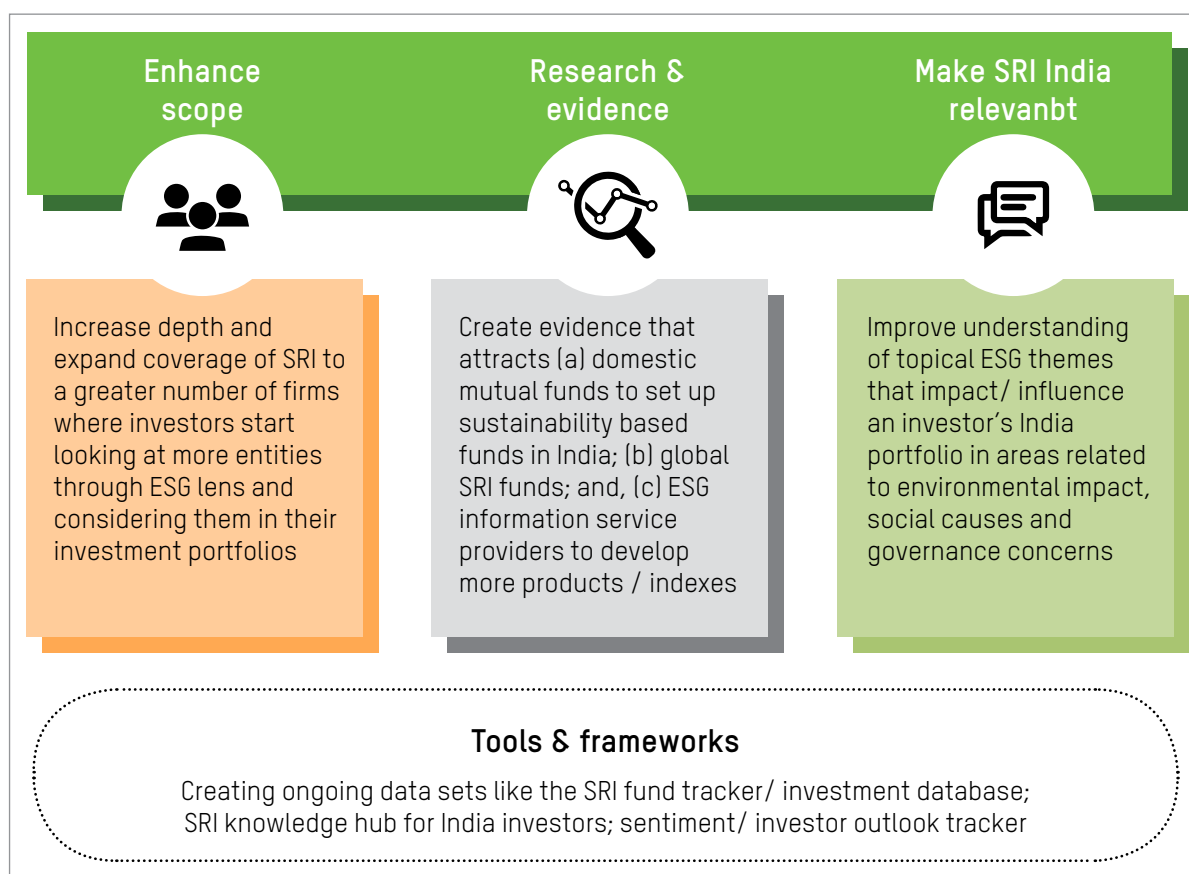 Enhance
scope
Research &
evidence
Make SRI India
relevanbt
Increase depth and
expand coverage of SRI to
a greater number of firms
where investors start
looking at more entities
through ESG lens and
considering them in their
investment portfolios
Create evidence that
attracts (a) domestic
mutual funds to set up
sustainability based
funds in India; (b) global
SRI funds; and, (c) ESG
information service
providers to develop
more products / indexes
Improve understanding
of topical ESG themes
that impact/ influence
an investor's India
portfolio in areas related
to environmental impact,
social causes and
governance concerns
Tools & frameworks
Creating ongoing data sets like the SRI fund tracker/ investment database;
SRI knowledge hub for India investors; sentiment/ investor outlook tracker